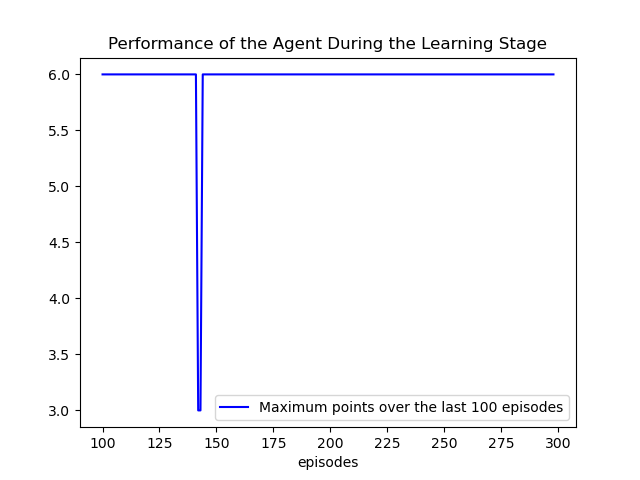 Performance of the Agent During the Learning Stage
6.0
5.5
5.0
4.5
4.0
3.5
3.0
Maximum points over the last 100 episodes
100 125 150 175 200 225 250 275 300
episodes